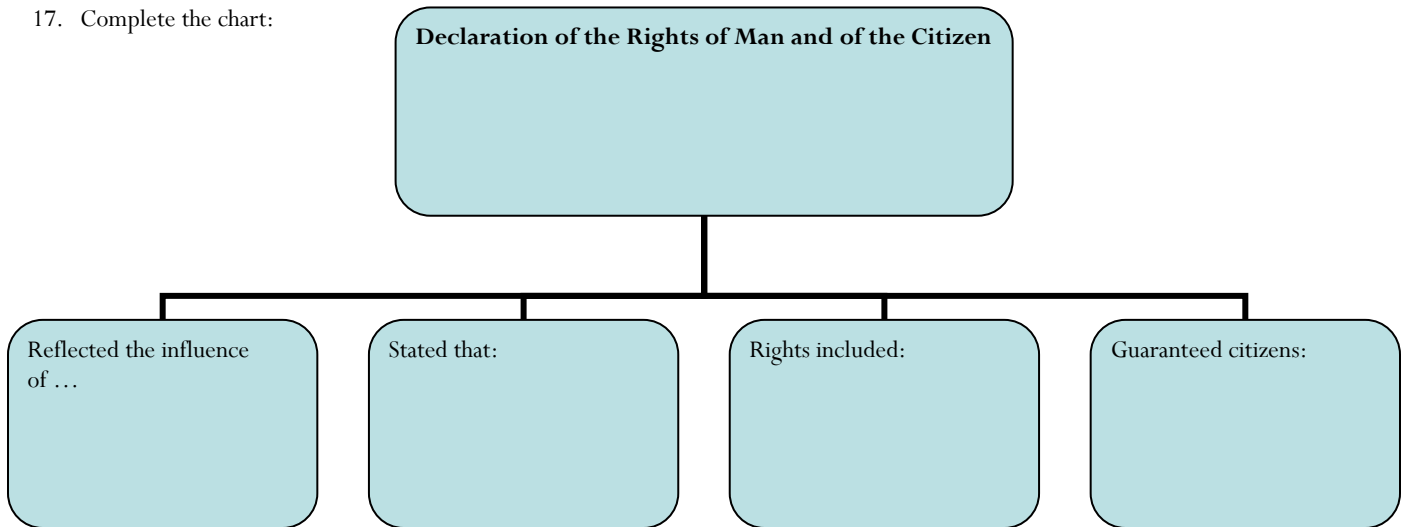 17. Complete the chart:
Declaration of the Rights of Man and of the Citizen
Reflected the influence
of …
Stated that:
Rights included:
Guaranteed citizens: